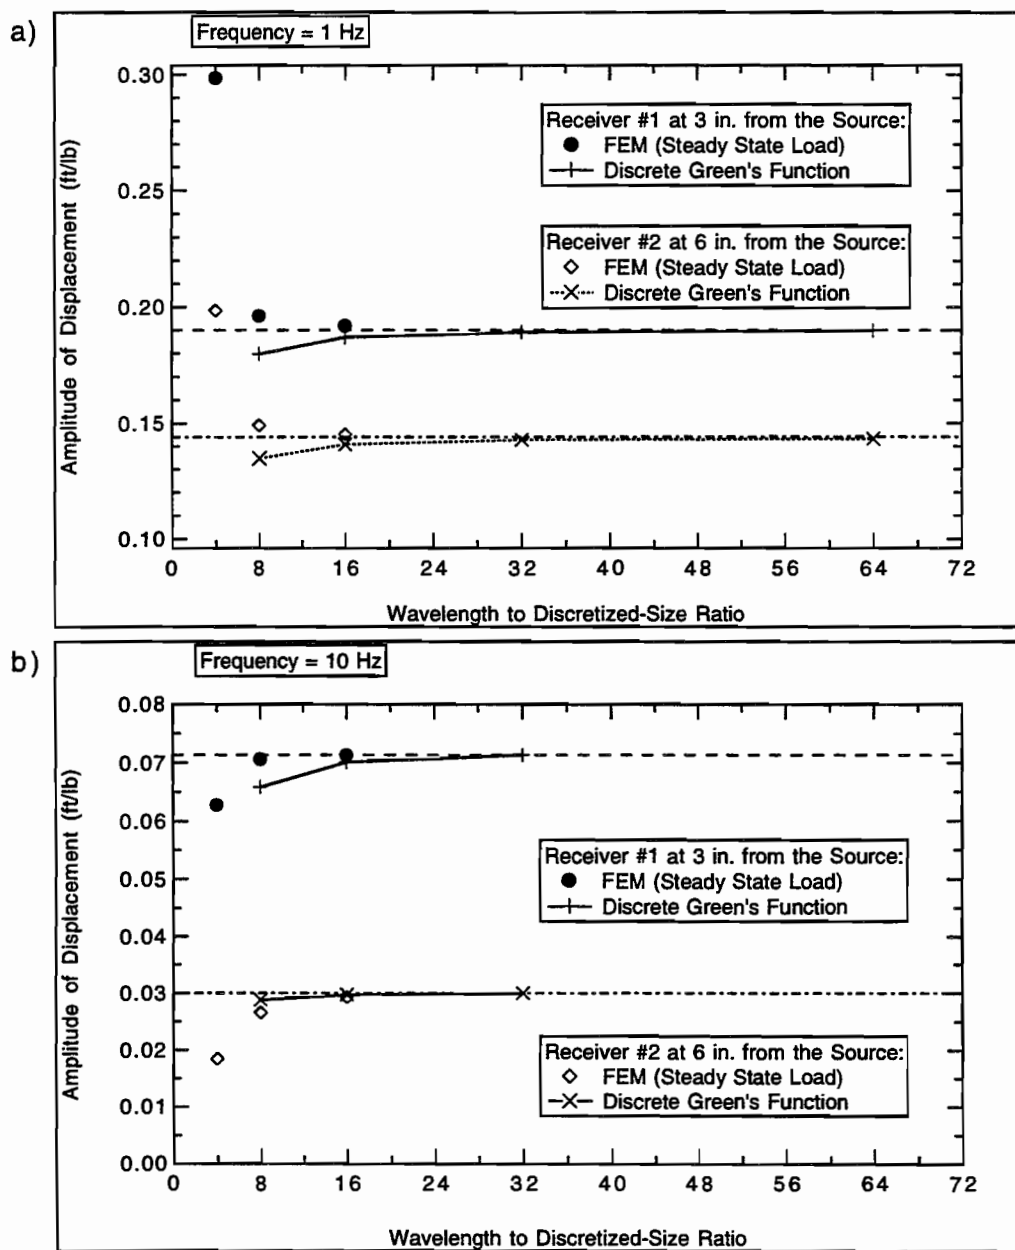 a)
Frequency = 1 Hz
0.30
0.25
0.20
0.15
0.10
Amplitude of Displacement (ft/lb)
Receiver #1 at 3 in. from the Source:
FEM (Steady State Load)
Discrete Green's Function
Receiver #2 at 6 in. from the Source:
FEM (Steady State Load)
Discrete Green's Function
0 8 16 24 32 40 48 56 64 72
Wavelength to Discretized-Size Ratio
b)
Frequency = 10 Hz
0.08
0.07
0.06
0.05
0.04
0.03
0.02
0.01
0.00
Amplitude of Displacement (ft/lb)
Receiver #1 at 3 in. from the Source:
FEM (Steady State Load)
Discrete Green's Function
Receiver #2 at 6 in. from the Source:
FEM (Steady State Load)
Discrete Green's Function
0 8 16 24 32 40 48 56 64 72
Wavelength to Discretized-Size Ratio